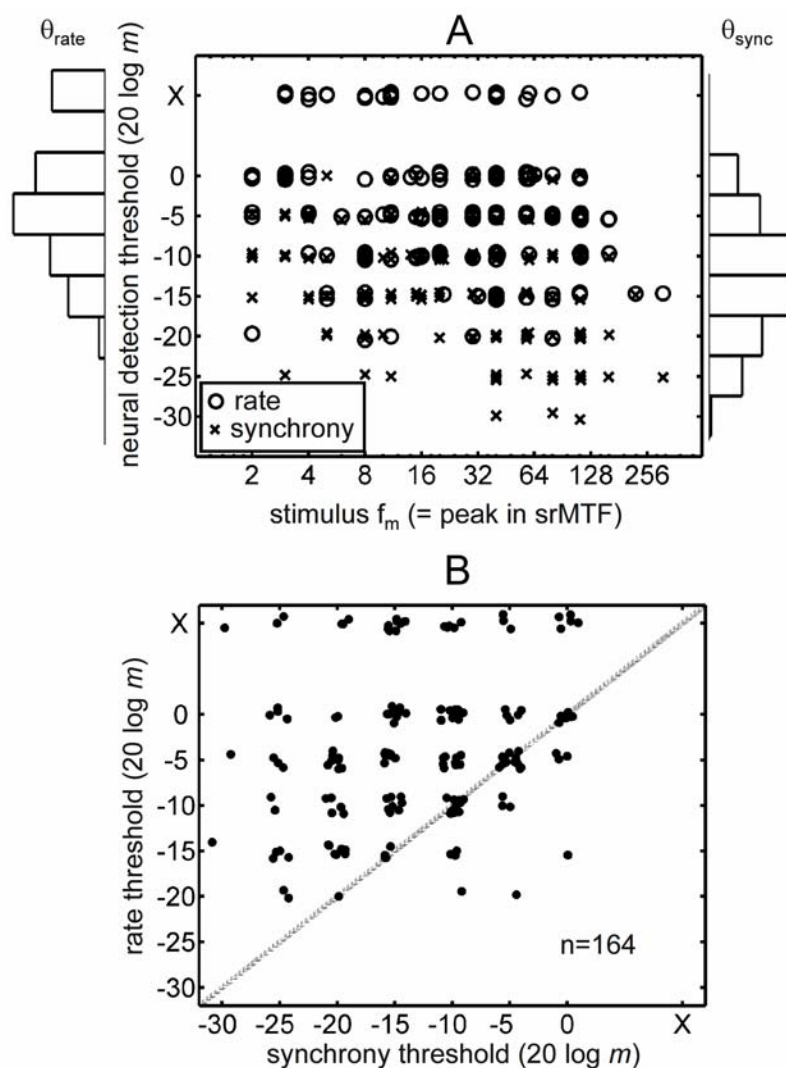 A
θrate
θsync
neural detection threshold (20 log m)
X
0
-5
-10
-15
-20
-25
-30
rate
synchrony
2 4 8 16 32 64 128 256
stimulus fm (= peak in srMTF)
B
rate threshold (20 log m)
X
0
-5
-10
-15
-20
-25
-30
n=164
-30 -25 -20 -15 -10 -5 0 X
synchrony threshold (20 log m)